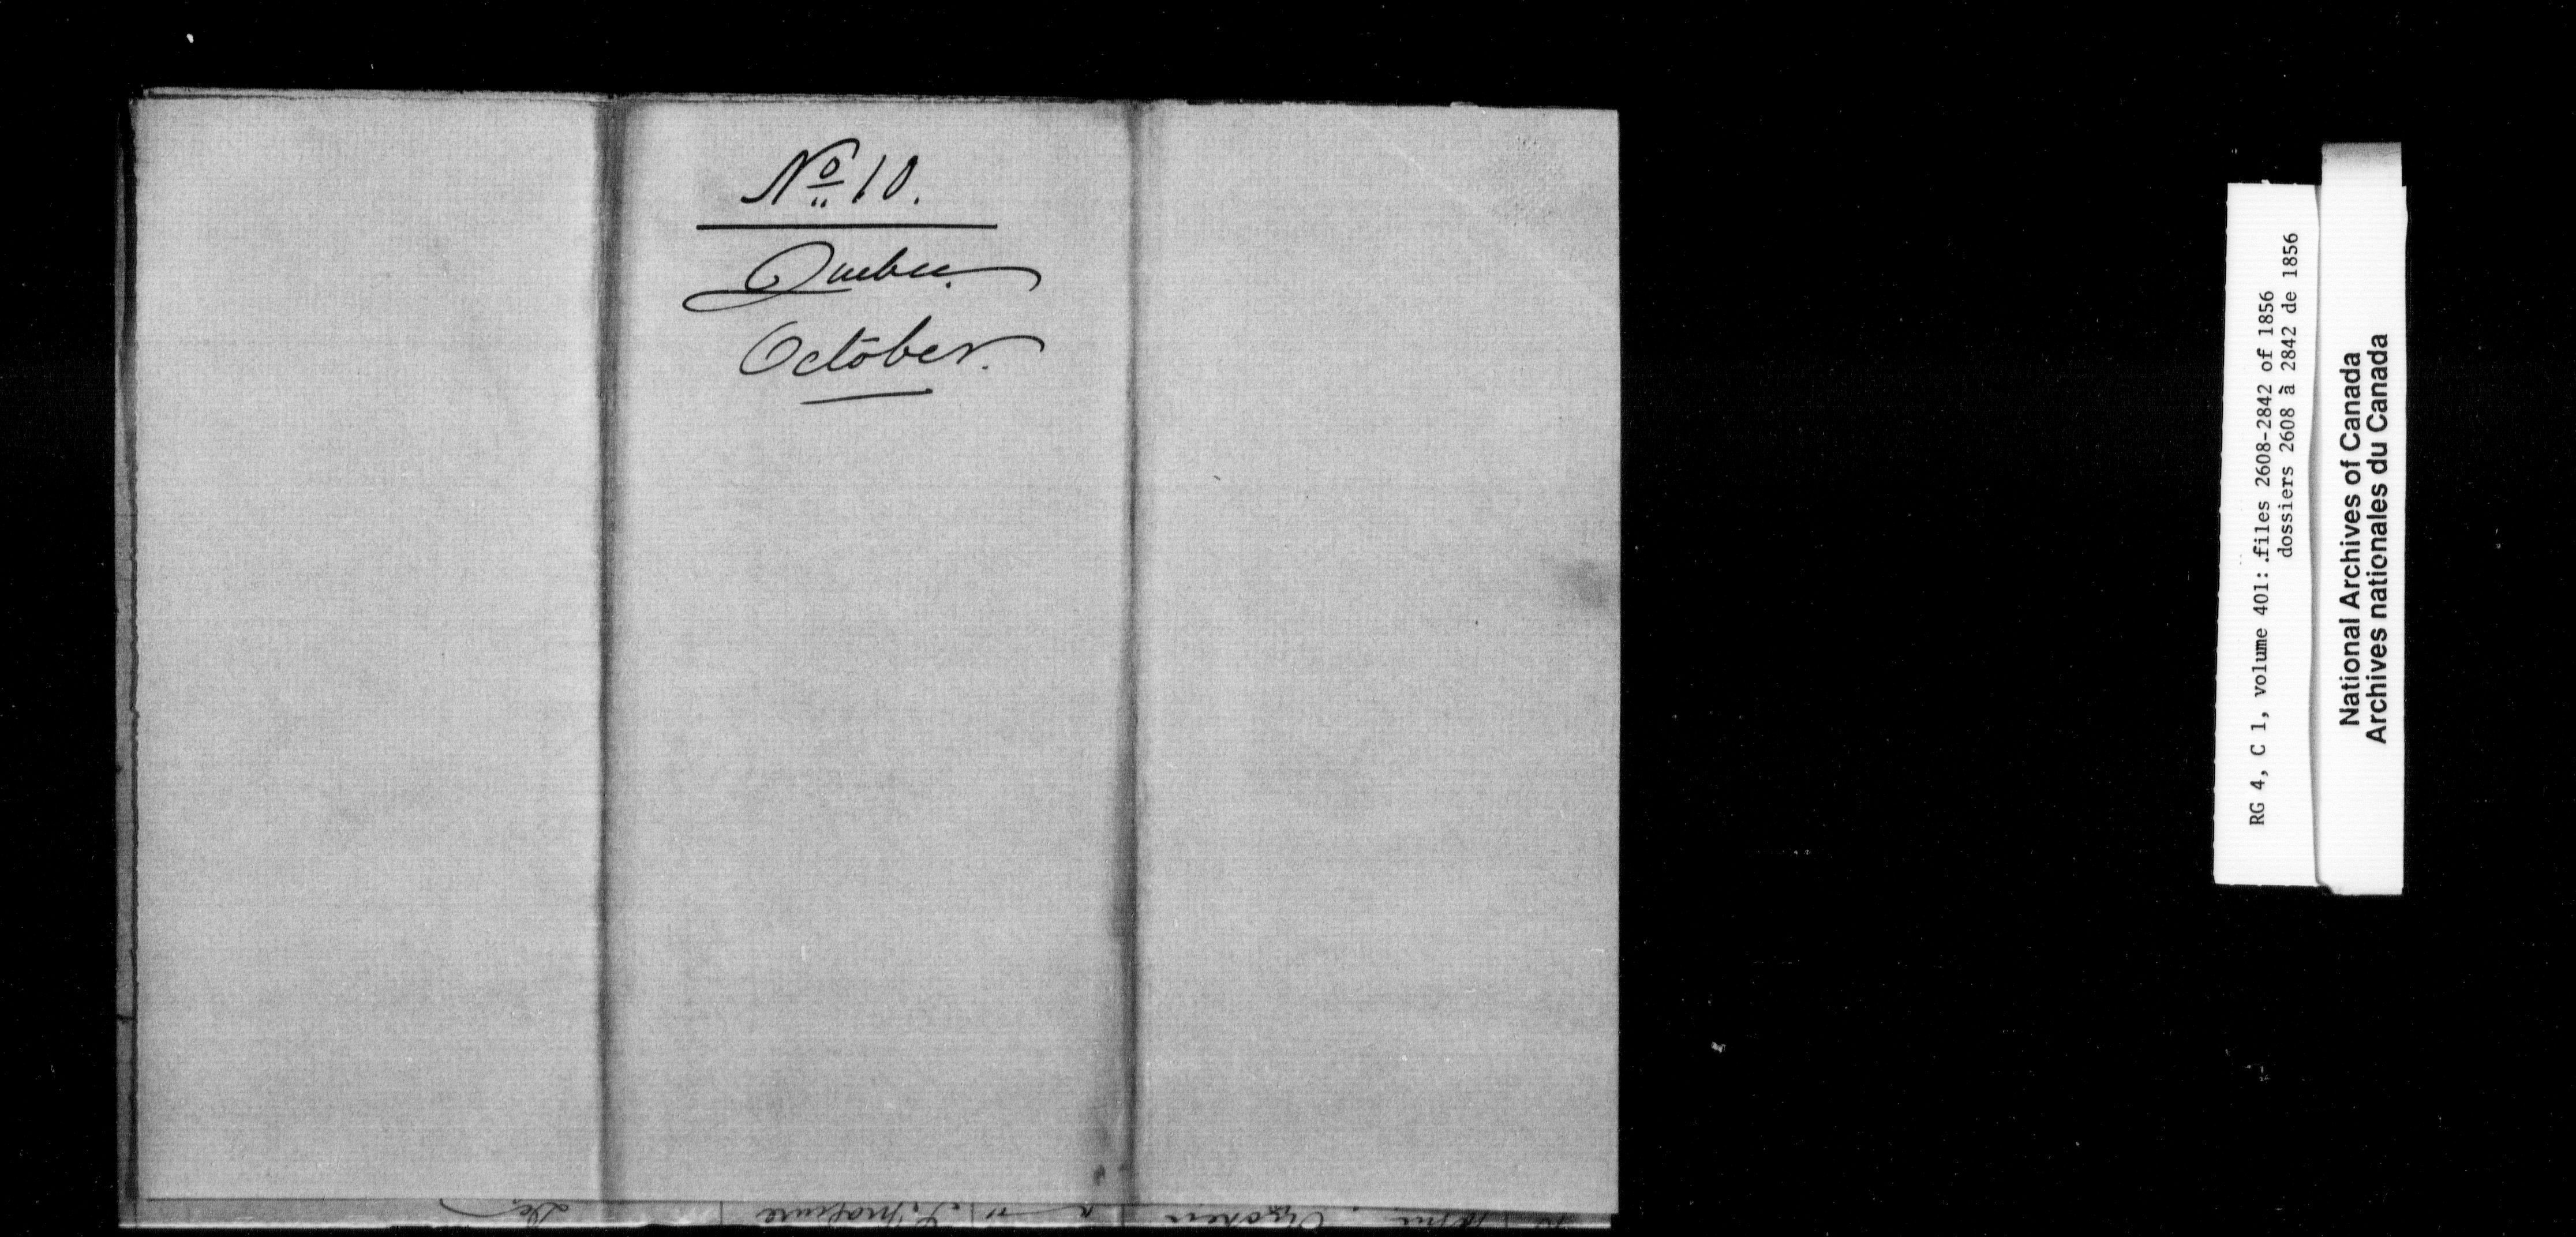 No 10.
Quebec.
October.
RG 4, C 1, volume 401: files 2608-2842 of 1856
dossiers 2608 à 2842 de 1856
National Archives of Canada
Archives nationales du Canada